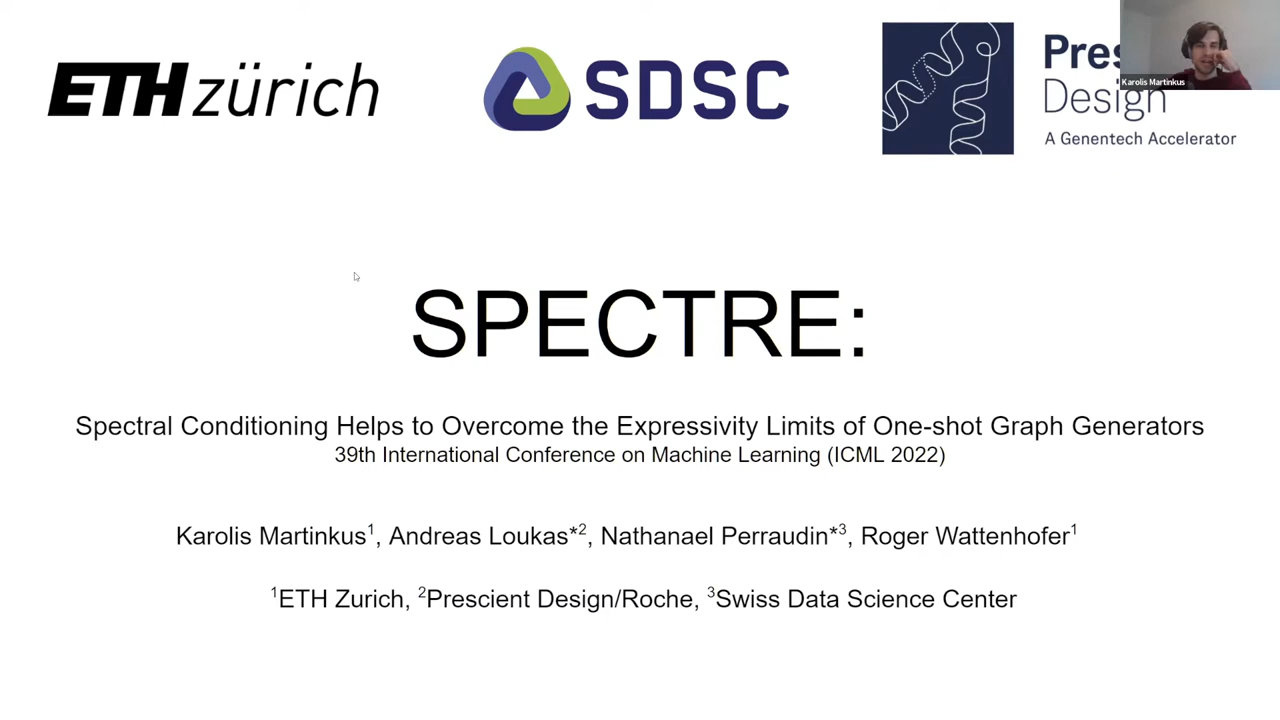 ETH zürich
SDSC
Pres
Design
A Genentech Accelerator
Karolis Martinkus
SPECTRE:
Spectral Conditioning Helps to Overcome the Expressivity Limits of One-shot Graph Generators
39th International Conference on Machine Learning (ICML 2022)
Karolis Martinkus¹, Andreas Loukas*², Nathanael Perraudin*³, Roger Wattenhofer¹
¹ETH Zurich, ²Prescient Design/Roche, ³Swiss Data Science Center